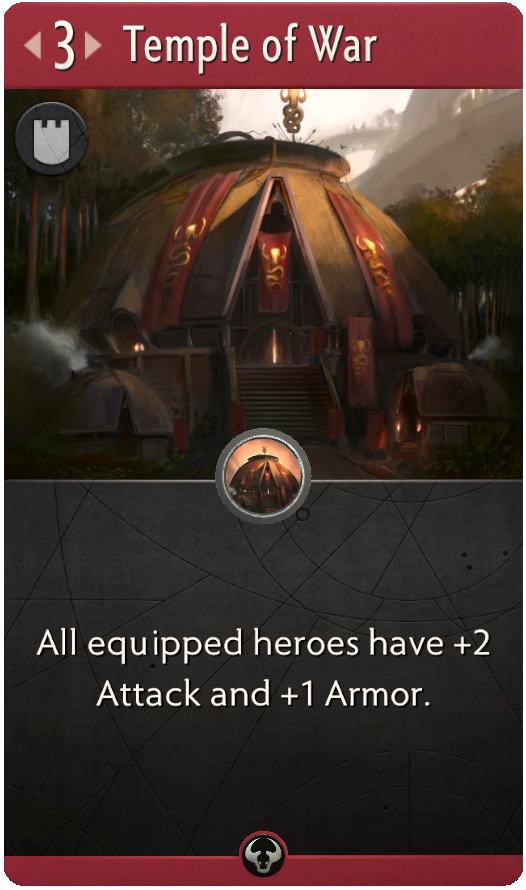 3 Temple of War
All equipped heroes have +2
Attack and +1 Armor.